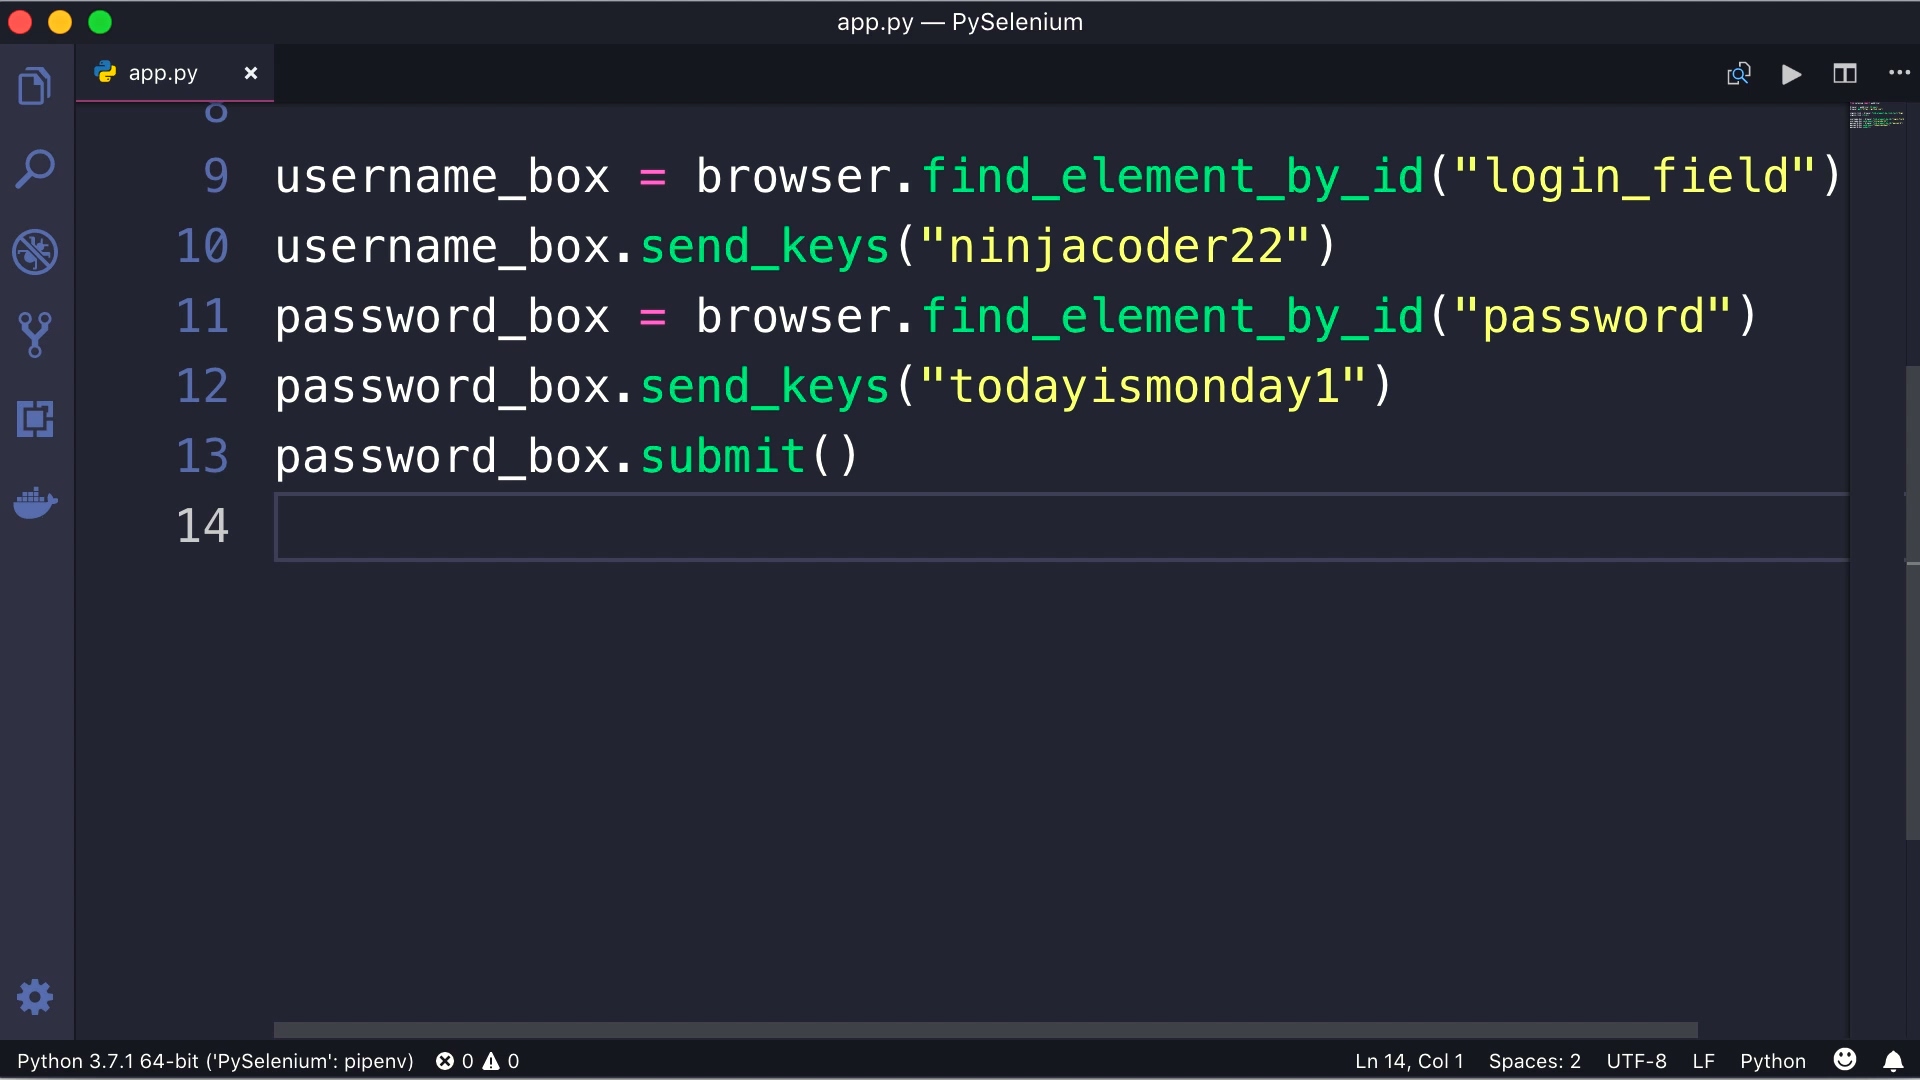 app.py — PySelenium
app.py
8
9 username_box = browser.find_element_by_id("login_field")
10 username_box.send_keys("ninjacoder22")
11 password_box = browser.find_element_by_id("password")
12 password_box.send_keys("todayismonday1")
13 password_box.submit()
14
Python 3.7.1 64-bit ('PySelenium': pipenv) 0 0 Ln 14, Col 1 Spaces: 2 UTF-8 LF Python